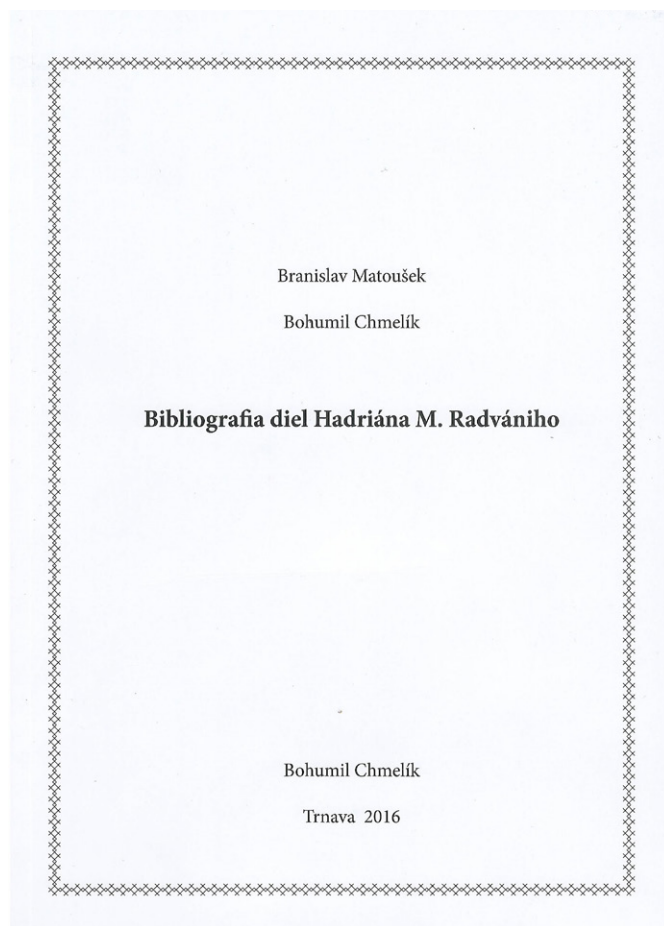 Branislav Matoušek
Bohumil Chmelík
Bibliografia diel Hadriána M. Radvániho
Bohumil Chmelík
Trnava 2016